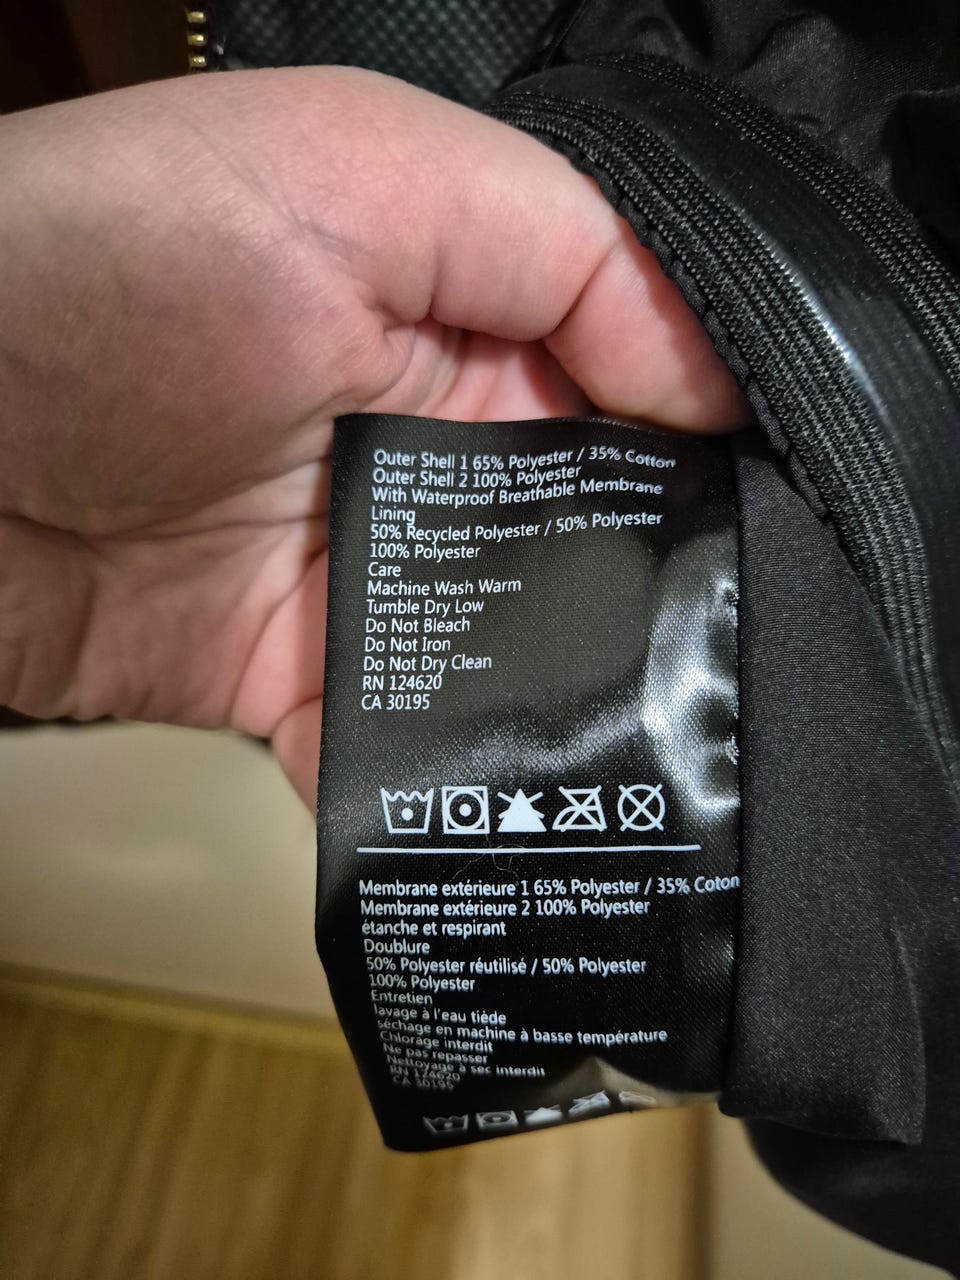 Outer Shell 1 65% Polyester / 35% Cotton
Outer Shell 2 100% Polyester
With Waterproof Breathable Membrane
Lining
50% Recycled Polyester / 50% Polyester
100% Polyester
Care
Machine Wash Warm
Tumble Dry Low
Do Not Bleach
Do Not Iron
Do Not Dry Clean
RN 124620
CA 30195
Membrane extérieure 1 65% Polyester / 35% Coton
Membrane extérieure 2 100% Polyester
étanche et respirant
Doublure
50% Polyester réutilisé / 50% Polyester
100% Polyester
Entretien
lavage à l'eau tiède
séchage en machine à basse température
Chlorage interdit
Ne pas repasser
Nettoyage à sec interdit
RN 124620
CA 30195